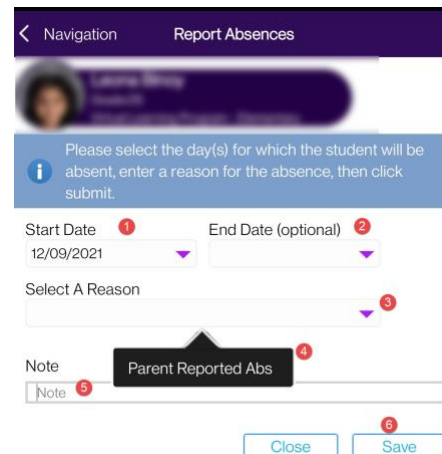 Navigation Report Absences
Please select the day(s) for which the student will be
absent, enter a reason for the absence, then click
submit.
Start Date 1 End Date (optional) 2
12/09/2021
Select A Reason
3
4
Note Parent Reported Abs
Note 5
6
Close Save